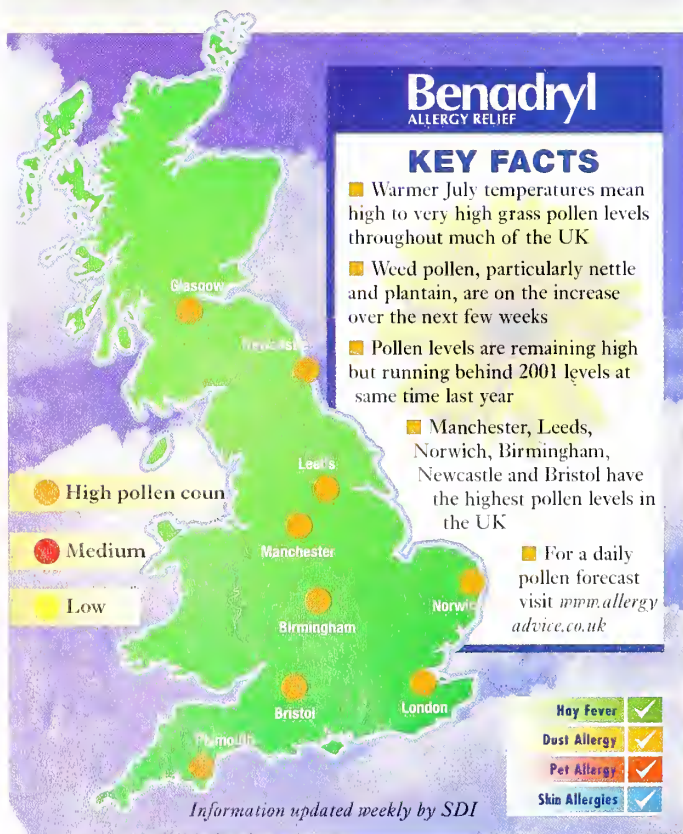 Benadryl
ALLERGY RELIEF
KEY FACTS
Warmer July temperatures mean
high to very high grass pollen levels
throughout much of the UK
Weed pollen, particularly nettle
and plantain, are on the increase
over the next few weeks
Pollen levels are remaining high
but running behind 2001 levels at
same time last year
Manchester, Leeds,
Norwich, Birmingham,
Newcastle and Bristol have
the highest pollen levels in
the UK
For a daily
pollen forecast
visit www.allergy
advice.co.uk
Glasgow
Newcastle
Leeds
Manchester
Norwic
Birmingham
Bristol
London
Plymouth
High pollen coun
Medium
Low
Hay Fever
Dust Allergy
Pet Allergy
Skin Allergies
Information updated weekly by SDI